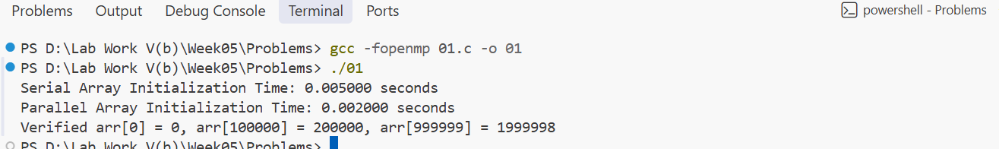 Problems Output Debug Console Terminal Ports powershell - Problems
PS D:\Lab Work V(b)\Week05\Problems> gcc -fopenmp 01.c -o 01
PS D:\Lab Work V(b)\Week05\Problems> ./01
Serial Array Initialization Time: 0.005000 seconds
Parallel Array Initialization Time: 0.002000 seconds
Verified arr[0] = 0, arr[100000] = 200000, arr[999999] = 1999998
PS D:\Lab Work V(b)\Week05\Problems>